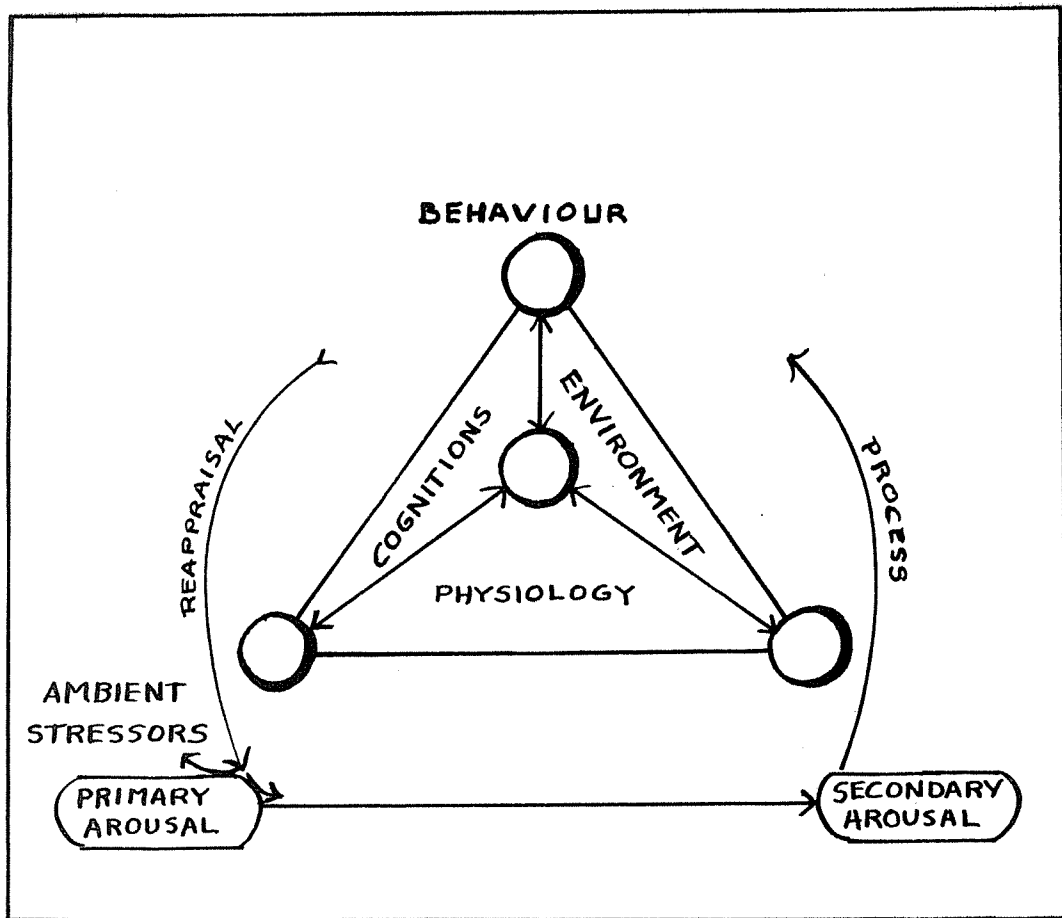 BEHAVIOUR
COGNITIONS
ENVIRONMENT
PHYSIOLOGY
REAPPRAISAL
PROCESS
AMBIENT
STRESSORS
PRIMARY
AROUSAL
SECONDARY
AROUSAL